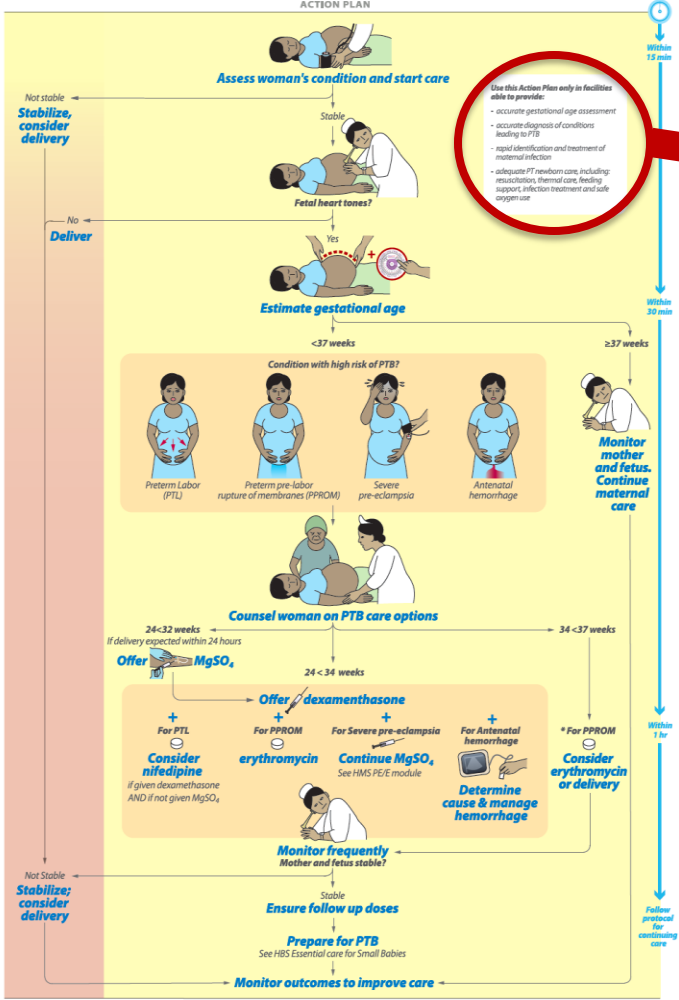 ACTION PLAN
Within
15 min
Assess woman's condition and start care
Not stable
Stabilize,
consider
delivery
Stable
Use this Action Plan only in facilities
able to provide:
- accurate gestational age assessment
- accurate diagnosis of conditions
leading to PTB
- rapid identification and treatment of
maternal infection
- adequate PT newborn care, including:
resuscitation, thermal care, feeding
support, infection treatment and safe
oxygen use
Fetal heart tones?
No
Deliver
Yes
+
Estimate gestational age
Within
30 min
<37 weeks
≥37 weeks
Condition with high risk of PTB?
Preterm Labor
(PTL)
Preterm pre-labor
rupture of membranes (PPROM)
Severe
pre-eclampsia
Antenatal
hemorrhage
Monitor
mother
and fetus.
Continue
maternal
care
Counsel woman on PTB care options
24<32 weeks
If delivery expected within 24 hours
Offer MgSO₄
34 <37 weeks
24 < 34 weeks
Offer dexamenthasone
+
For PTL
Consider
nifedipine
if given dexamethasone
AND if not given MgSO₄
+
For PPROM
erythromycin
+
For Severe pre-eclampsia
Continue MgSO₄
See HMS PE/E module
+
For Antenatal
hemorrhage
Determine
cause & manage
hemorrhage
* For PPROM
Consider
erythromycin
or delivery
Within
1 hr
Monitor frequently
Mother and fetus stable?
Not Stable
Stabilize;
consider
delivery
Stable
Ensure follow up doses
Follow
protocol
for
continuing
care
Prepare for PTB
See HBS Essential care for Small Babies
Monitor outcomes to improve care